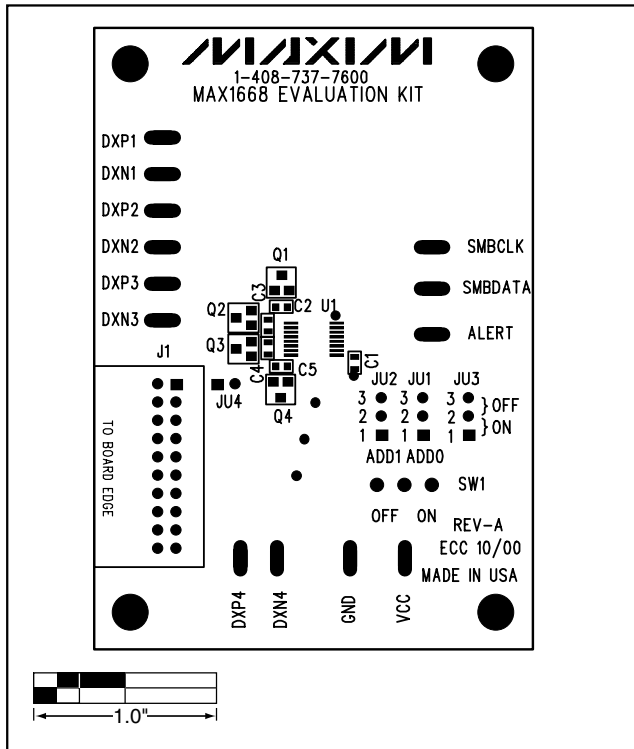 MAXIM
1-408-737-7600
MAX1668 EVALUATION KIT
DXP1
DXN1
DXP2
DXN2
DXP3
DXN3
SMBCLK
SMBDATA
ALERT
Q1
C3
C2
U1
Q2
Q3
C4
C5
Q4
C1
J1
JU4
TO BOARD EDGE
JU2 JU1 JU3
3 3 3 } OFF
2 2 2
1 1 1 } ON
ADD1 ADD0
SW1
OFF ON
REV-A
ECC 10/00
MADE IN USA
DXP4
DXN4
GND
VCC
1.0"